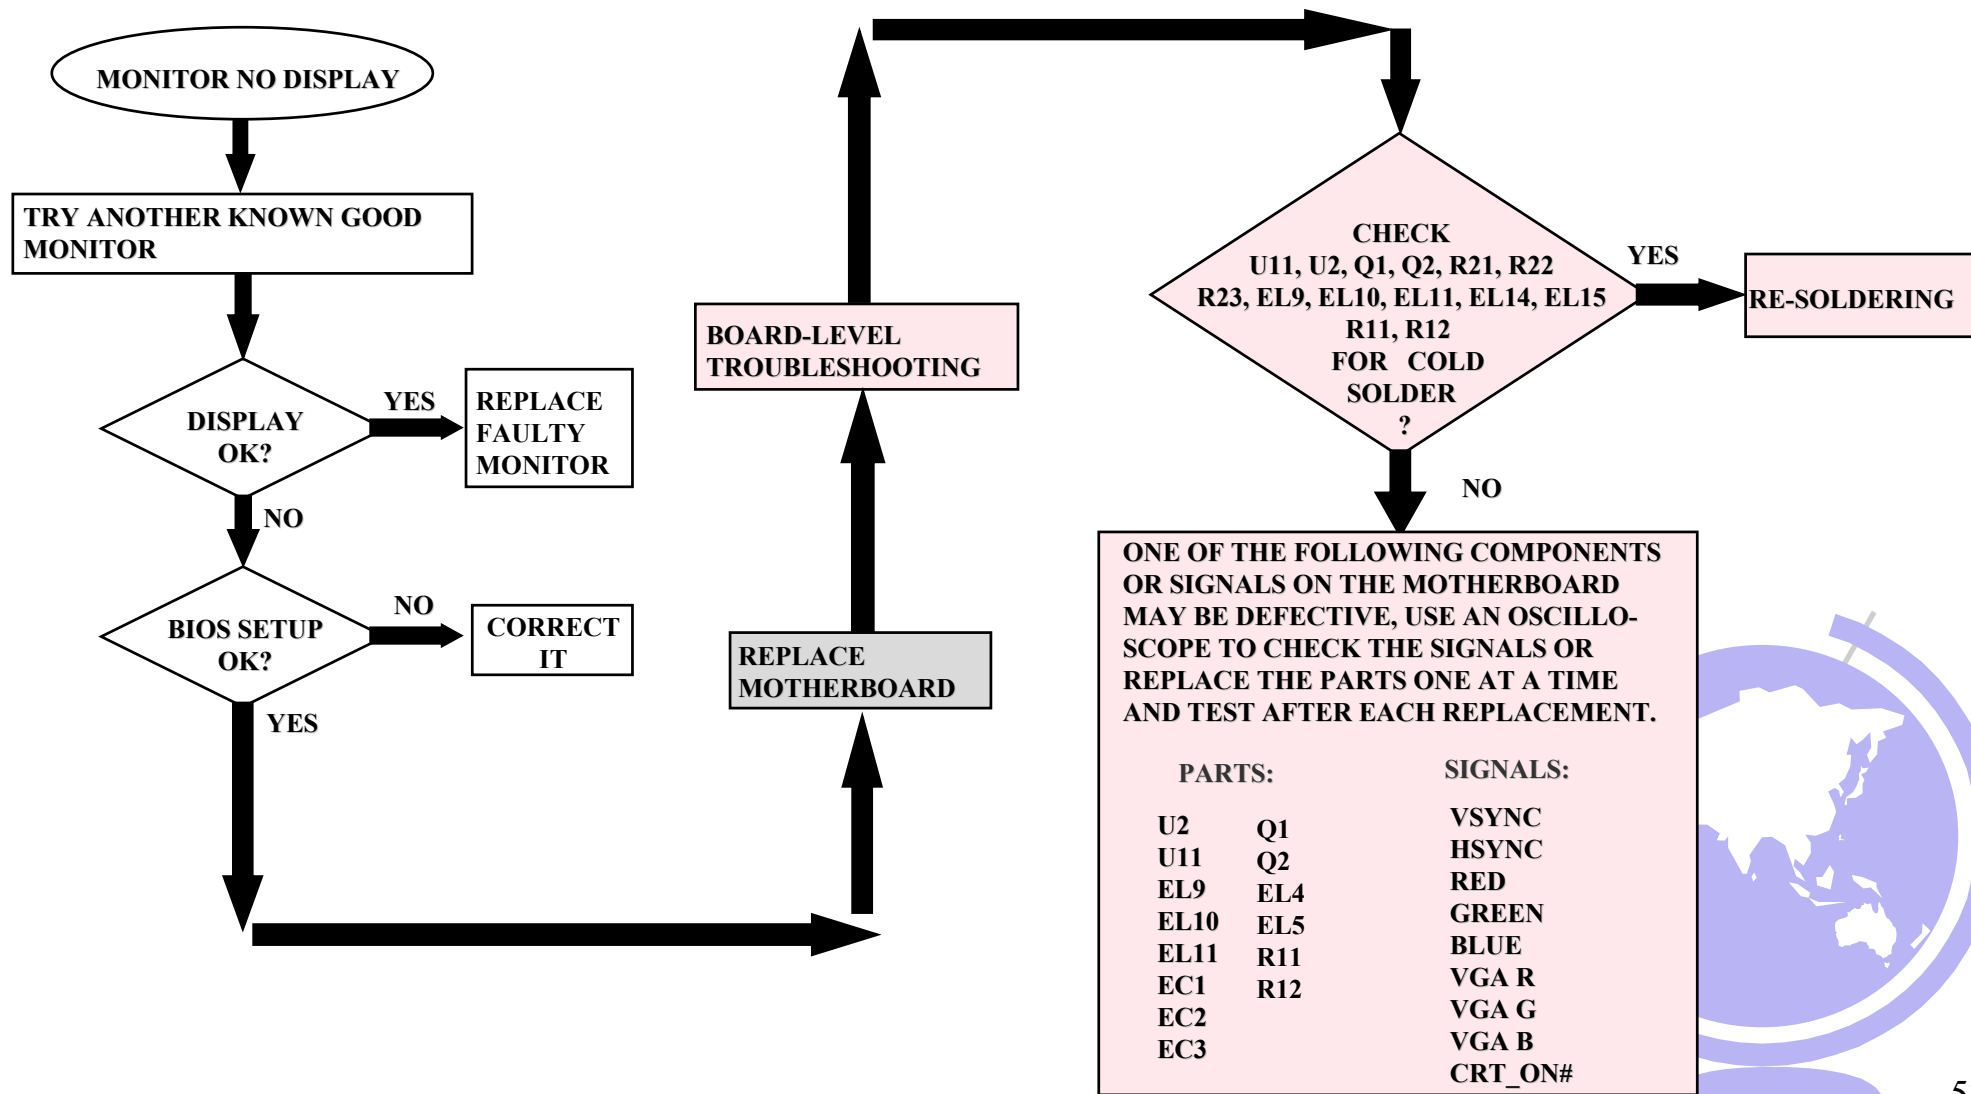 MONITOR NO DISPLAY
TRY ANOTHER KNOWN GOOD
MONITOR
DISPLAY
OK?
YES
REPLACE
FAULTY
MONITOR
NO
BIOS SETUP
OK?
NO
CORRECT
IT
YES
REPLACE
MOTHERBOARD
BOARD-LEVEL
TROUBLESHOOTING
CHECK
U11, U2, Q1, Q2, R21, R22
R23, EL9, EL10, EL11, EL14, EL15
R11, R12
FOR COLD
SOLDER
?
YES
RE-SOLDERING
NO
ONE OF THE FOLLOWING COMPONENTS
OR SIGNALS ON THE MOTHERBOARD
MAY BE DEFECTIVE, USE AN OSCILLO-
SCOPE TO CHECK THE SIGNALS OR
REPLACE THE PARTS ONE AT A TIME
AND TEST AFTER EACH REPLACEMENT.
PARTS:
U2
U11
EL9
EL10
EL11
EC1
EC2
EC3
Q1
Q2
EL4
EL5
R11
R12
SIGNALS:
VSYNC
HSYNC
RED
GREEN
BLUE
VGA R
VGA G
VGA B
CRT_ON#
5